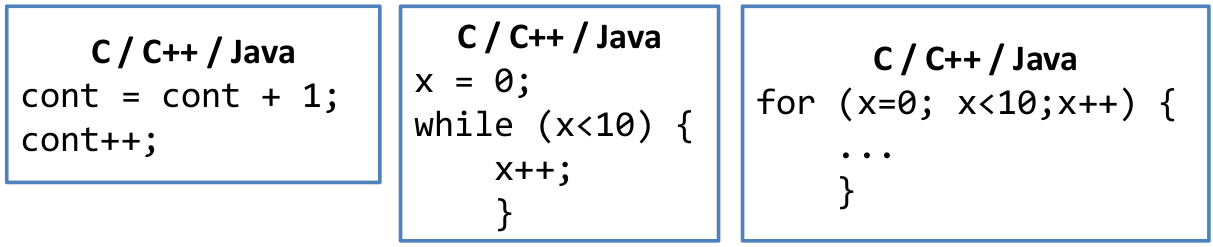 C / C++ / Java
cont = cont + 1;
cont++;
C / C++ / Java
x = 0;
while (x<10) {
    x++;
    }
C / C++ / Java
for (x=0; x<10;x++) {
    ...
    }